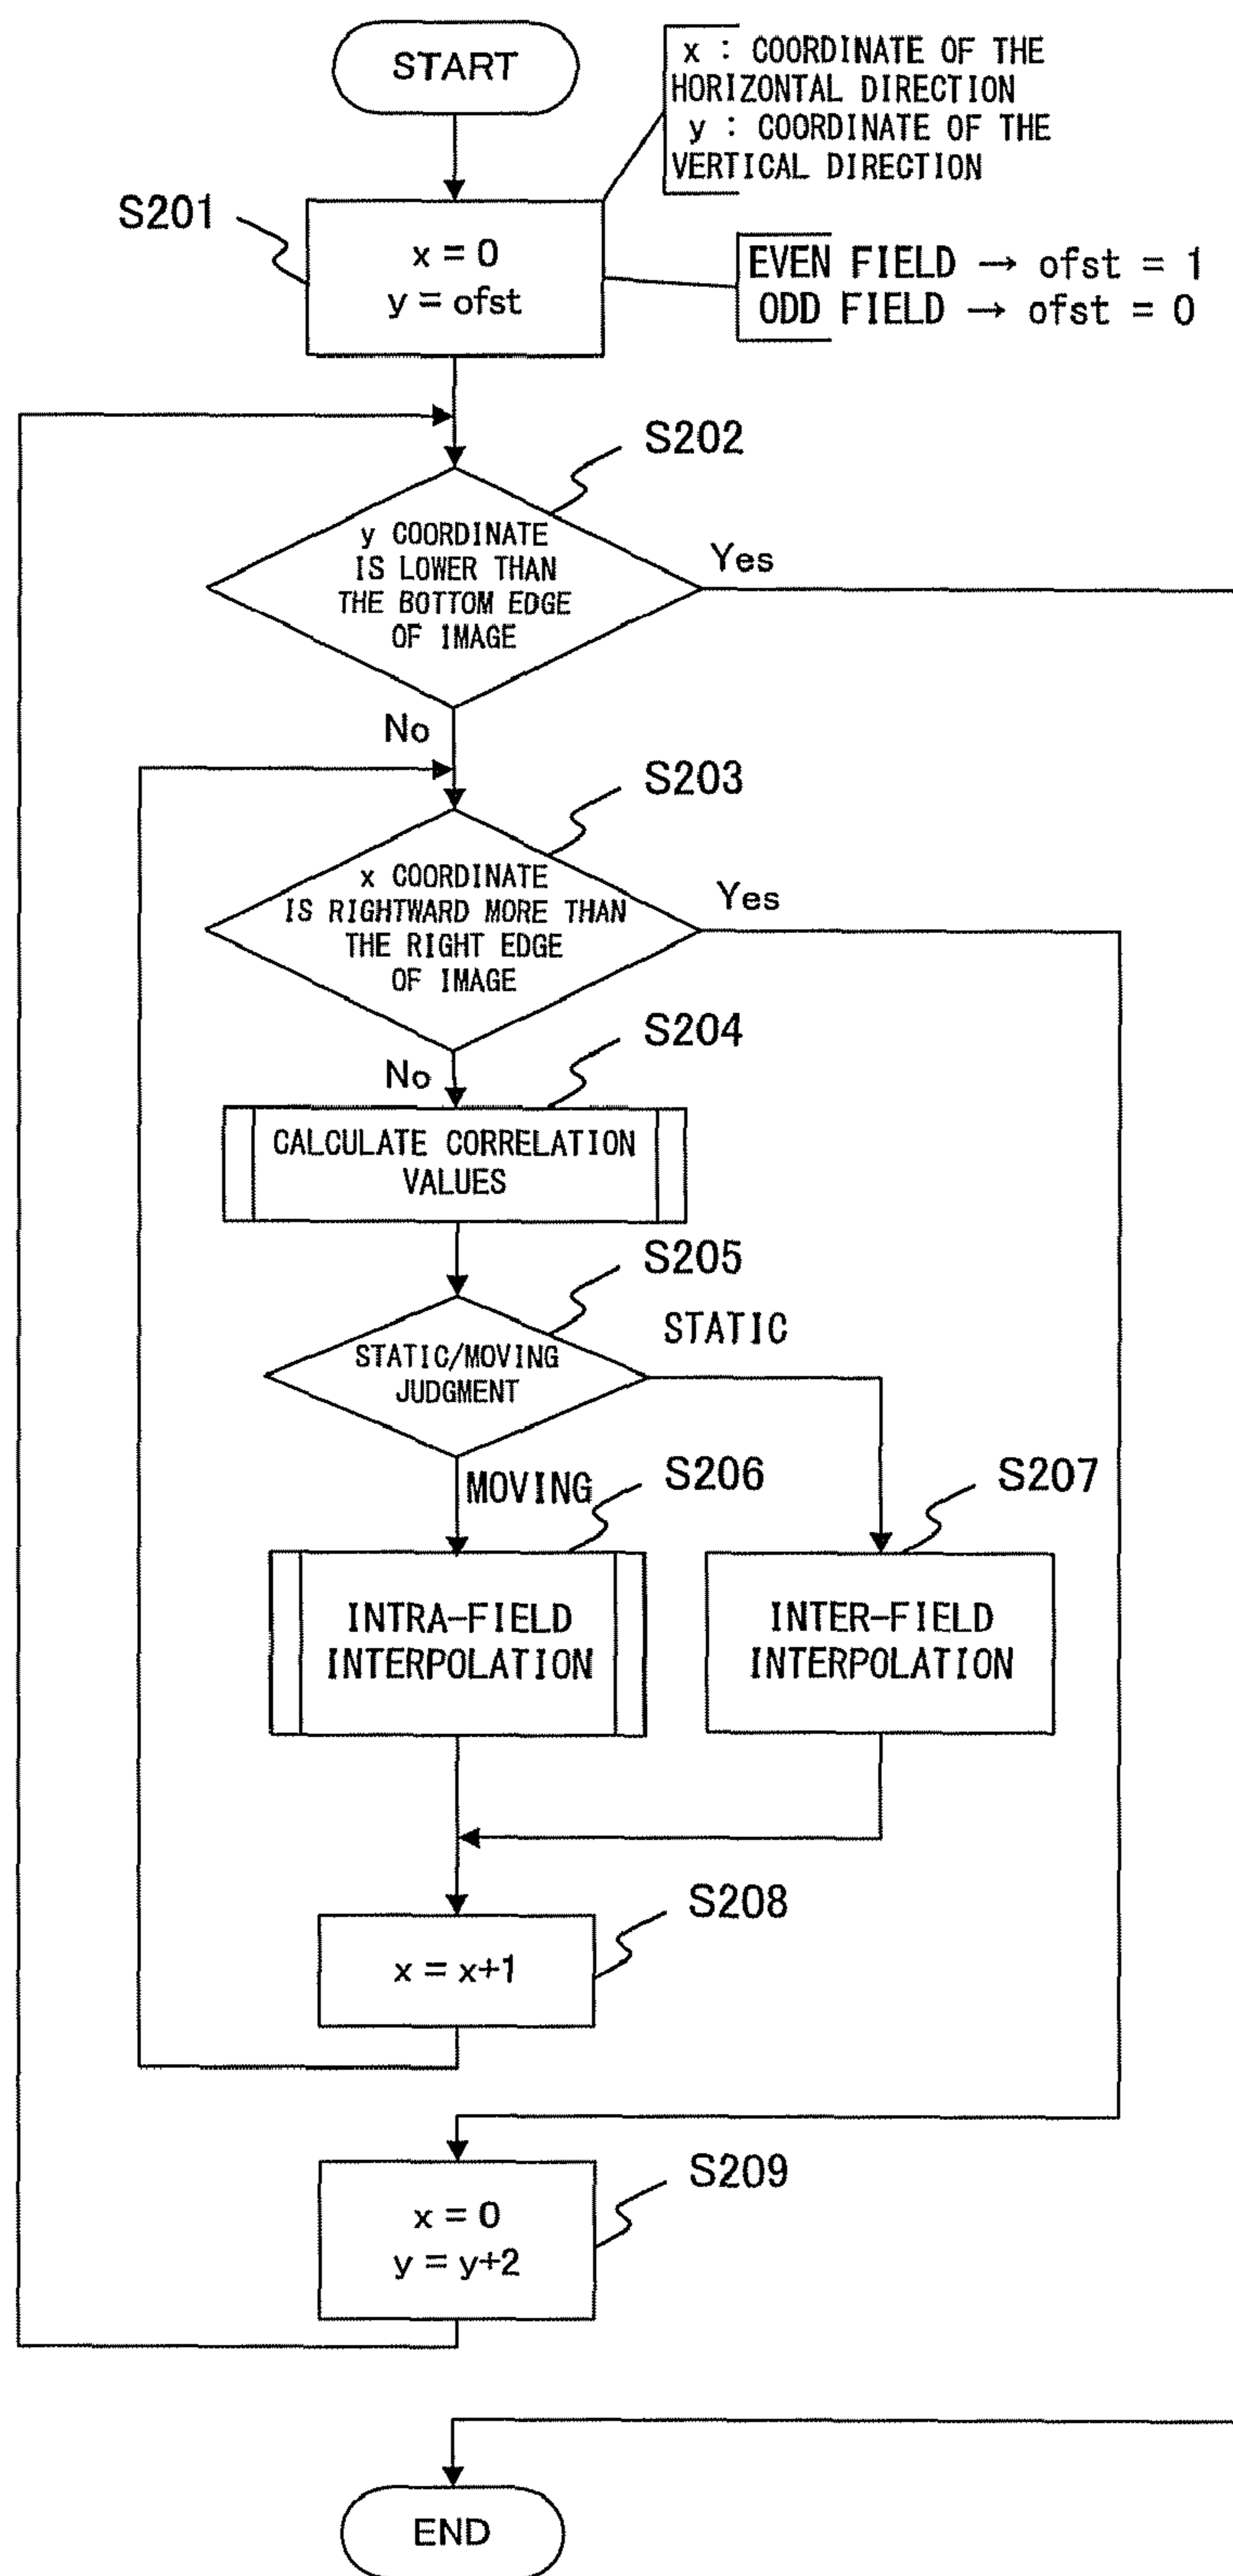 START
x : COORDINATE OF THE
HORIZONTAL DIRECTION
y : COORDINATE OF THE
VERTICAL DIRECTION
S201
x = 0
y = ofst
EVEN FIELD → ofst = 1
ODD FIELD → ofst = 0
S202
y COORDINATE
IS LOWER THAN
THE BOTTOM EDGE
OF IMAGE
Yes
No
S203
x COORDINATE
IS RIGHTWARD MORE THAN
THE RIGHT EDGE
OF IMAGE
Yes
No
S204
CALCULATE CORRELATION
VALUES
S205
STATIC/MOVING
JUDGMENT
STATIC
MOVING
S206
INTRA-FIELD
INTERPOLATION
S207
INTER-FIELD
INTERPOLATION
S208
x = x+1
S209
x = 0
y = y+2
END